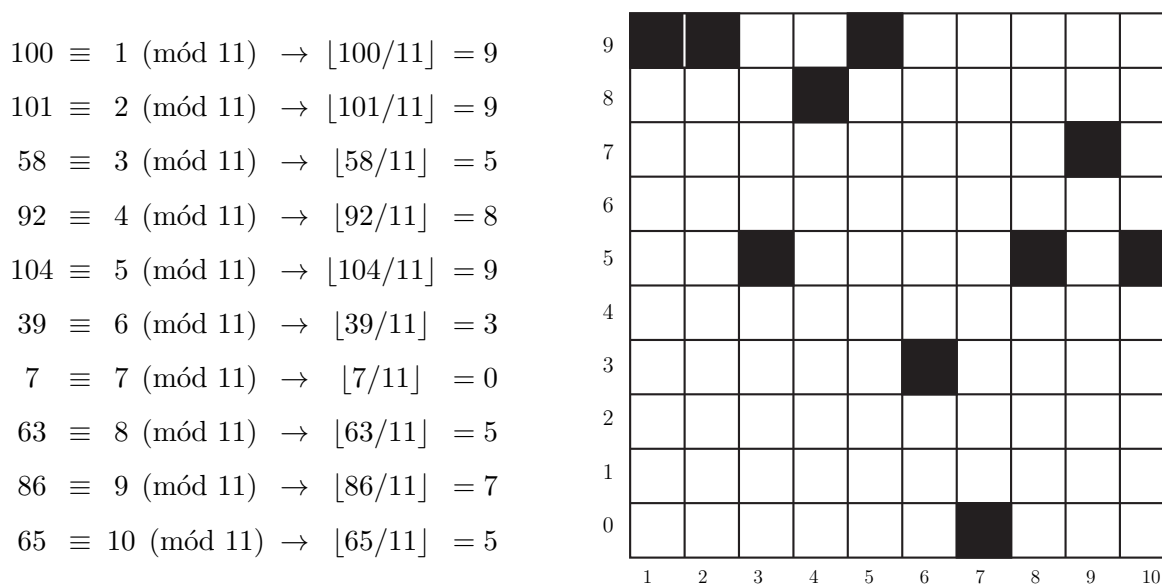 100 ≡ 1 (mód 11) → ⌊100/11⌋ = 9
101 ≡ 2 (mód 11) → ⌊101/11⌋ = 9
58 ≡ 3 (mód 11) → ⌊58/11⌋ = 5
92 ≡ 4 (mód 11) → ⌊92/11⌋ = 8
104 ≡ 5 (mód 11) → ⌊104/11⌋ = 9
39 ≡ 6 (mód 11) → ⌊39/11⌋ = 3
7 ≡ 7 (mód 11) → ⌊7/11⌋ = 0
63 ≡ 8 (mód 11) → ⌊63/11⌋ = 5
86 ≡ 9 (mód 11) → ⌊86/11⌋ = 7
65 ≡ 10 (mód 11) → ⌊65/11⌋ = 5
9
8
7
6
5
4
3
2
1
0
1 2 3 4 5 6 7 8 9 10